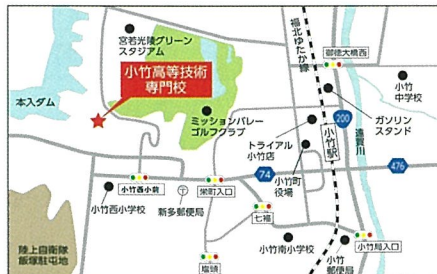 宮若光陵グリーン
スタジアム
福北ゆたか線
御徳大橋西
小竹
中学校
小竹高等技術
専門校
本入ダム
ミッションバレー
ゴルフクラブ
トライアル
小竹店
小竹駅
200
ガソリン
スタンド
遠賀川
小竹町
役場
476
74
小竹西小前
栄町入口
小竹西小学校
新多郵便局
七福
小竹南小学校
小竹局入口
小竹
郵便局
塩頭
陸上自衛隊
飯塚駐屯地